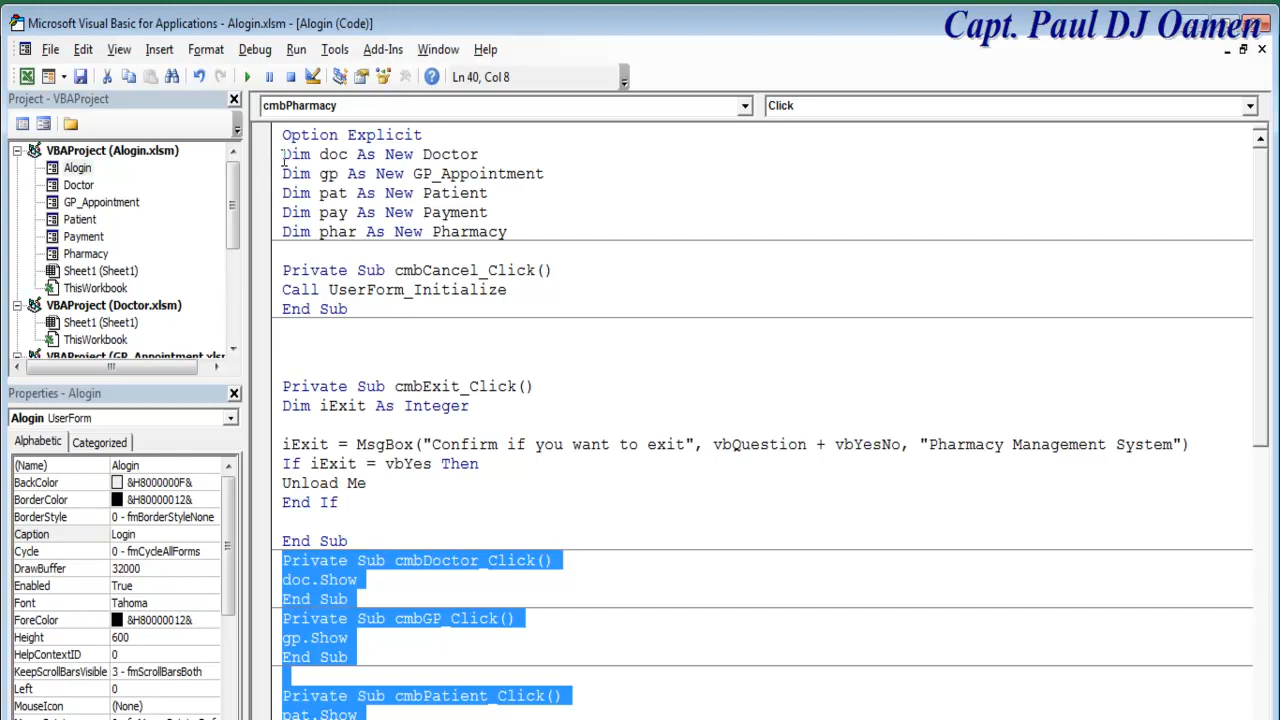 Microsoft Visual Basic for Applications - Alogin.xlsm - [Alogin (Code)]
Capt. Paul DJ Oamen
File Edit View Insert Format Debug Run Tools Add-Ins Window Help
Ln 40, Col 8
Project - VBAProject
VBAProject (Alogin.xlsm)
Alogin
Doctor
GP_Appointment
Patient
Payment
Pharmacy
Sheet1 (Sheet1)
ThisWorkbook
VBAProject (Doctor.xlsm)
Sheet1 (Sheet1)
ThisWorkbook
VBAProject (GP_Appointment.xlsr
Properties - Alogin
Alogin UserForm
Alphabetic Categorized
(Name) Alogin
BackColor &H8000000F&
BorderColor &H80000012&
BorderStyle 0 - fmBorderStyleNone
Caption Login
Cycle 0 - fmCycleAllForms
DrawBuffer 32000
Enabled True
Font Tahoma
ForeColor &H80000012&
Height 600
HelpContextID 0
KeepScrollBarsVisible 3 - fmScrollBarsBoth
Left 0
MouseIcon (None)
cmbPharmacy Click
Option Explicit
Dim doc As New Doctor
Dim gp As New GP_Appointment
Dim pat As New Patient
Dim pay As New Payment
Dim phar As New Pharmacy
Private Sub cmbCancel_Click()
Call UserForm_Initialize
End Sub
Private Sub cmbExit_Click()
Dim iExit As Integer
iExit = MsgBox("Confirm if you want to exit", vbQuestion + vbYesNo, "Pharmacy Management System")
If iExit = vbYes Then
Unload Me
End If
End Sub
Private Sub cmbDoctor_Click()
doc.Show
End Sub
Private Sub cmbGP_Click()
gp.Show
End Sub
Private Sub cmbPatient_Click()
pat.Show